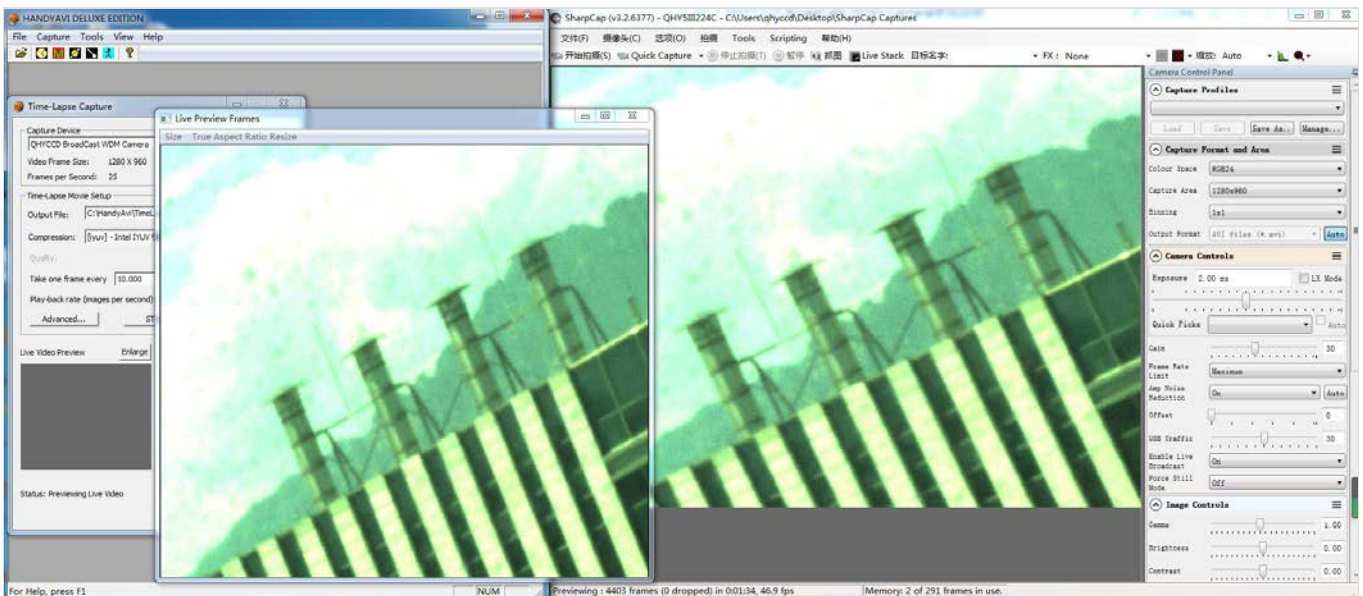 HANDYAVI DELUXE EDITION
File Capture Tools View Help
Time-Lapse Capture
Capture Device
QHYCCD BroadCast WDM Camera
Video Frame Size: 1280 X 960
Frames per Second: 25
Time-Lapse Movie Setup
Output File: C:\HandyAvi\TimeL
Compression: [iyuv] - Intel IYUV
Quality:
Take one frame every 10.000
Play-back rate (images per second)
Advanced... ST
Live Video Preview Enlarge
Status: Previewing Live Video
For Help, press F1
NUM
Live Preview Frames
Size True Aspect Ratio Resize
SharpCap (v3.2.6377) - QHY5III224C - C:\Users\qhyccd\Desktop\SharpCap Captures
文件(F) 摄像头(C) 选项(O) 拍摄 Tools Scripting 帮助(H)
开始拍摄(S) Quick Capture 停止拍摄(T) 暂停 抓图 Live Stack 目标名字: FX: None 缩放: Auto
Camera Control Panel
Capture Profiles
Load Save Save As.. Manage...
Capture Format and Area
Colour Space RGB24
Capture Area 1280x960
Binning 1x1
Output Format AVI files (*.avi) Auto
Camera Controls
Exposure 2.00 ms LX Mode
Quick Picks Auto
Gain 30
Frame Rate Limit Maximum
Amp Noise Reduction On Auto
Offset 0
USB Traffic 30
Enable Live Broadcast On
Force Still Mode Off
Image Controls
Gamma 1.00
Brightness 0.00
Contrast 0.00
Previewing : 4403 frames (0 dropped) in 0:01:34, 46.9 fps
Memory: 2 of 291 frames in use.